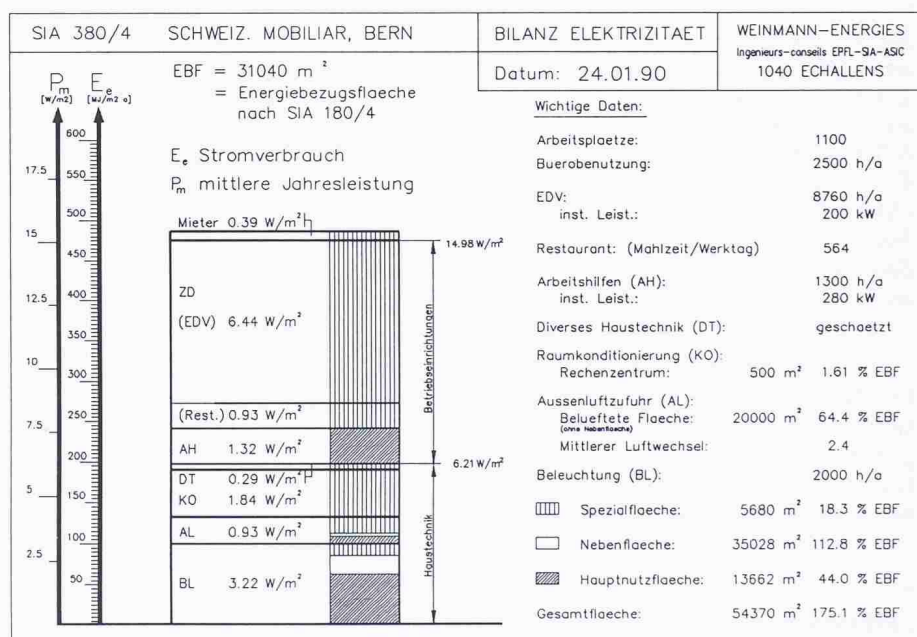 SIA 380/4 SCHWEIZ. MOBILIAR, BERN
BILANZ ELEKTRIZITAET
Datum: 24.01.90
WEINMANN-ENERGIES
Ingenieurs-conseils EPFL-SIA-ASIC
1040 ECHALLENS
Pm Ee
[W/m2] [MJ/m2 a]
EBF = 31040 m²
= Energiebezugsflaeche
nach SIA 180/4
Ee Stromverbrauch
Pm mittlere Jahresleistung
17.5
15
12.5
10
7.5
5
2.5
600
550
500
450
400
350
300
250
200
150
100
50
Mieter 0.39 W/m²
14.98 W/m²
ZD
(EDV) 6.44 W/m²
(Rest.) 0.93 W/m²
AH 1.32 W/m²
Betriebseinrichtungen
6.21 W/m²
DT 0.29 W/m²
KO 1.84 W/m²
AL 0.93 W/m²
BL 3.22 W/m²
Haustechnik
Wichtige Daten:
Arbeitsplaetze: 1100
Buerobenutzung: 2500 h/a
EDV: 8760 h/a
inst. Leist.: 200 kW
Restaurant: (Mahlzeit/Werktag) 564
Arbeitshilfen (AH): 1300 h/a
inst. Leist.: 280 kW
Diverses Haustechnik (DT): geschaetzt
Raumkonditionierung (KO):
Rechenzentrum: 500 m² 1.61 % EBF
Aussenluftzufuhr (AL):
Belueftete Flaeche: 20000 m² 64.4 % EBF
(ohne Nebenflaeche)
Mittlerer Luftwechsel: 2.4
Beleuchtung (BL): 2000 h/a
Spezialflaeche: 5680 m² 18.3 % EBF
Nebenflaeche: 35028 m² 112.8 % EBF
Hauptnutzflaeche: 13662 m² 44.0 % EBF
Gesamtflaeche: 54370 m² 175.1 % EBF